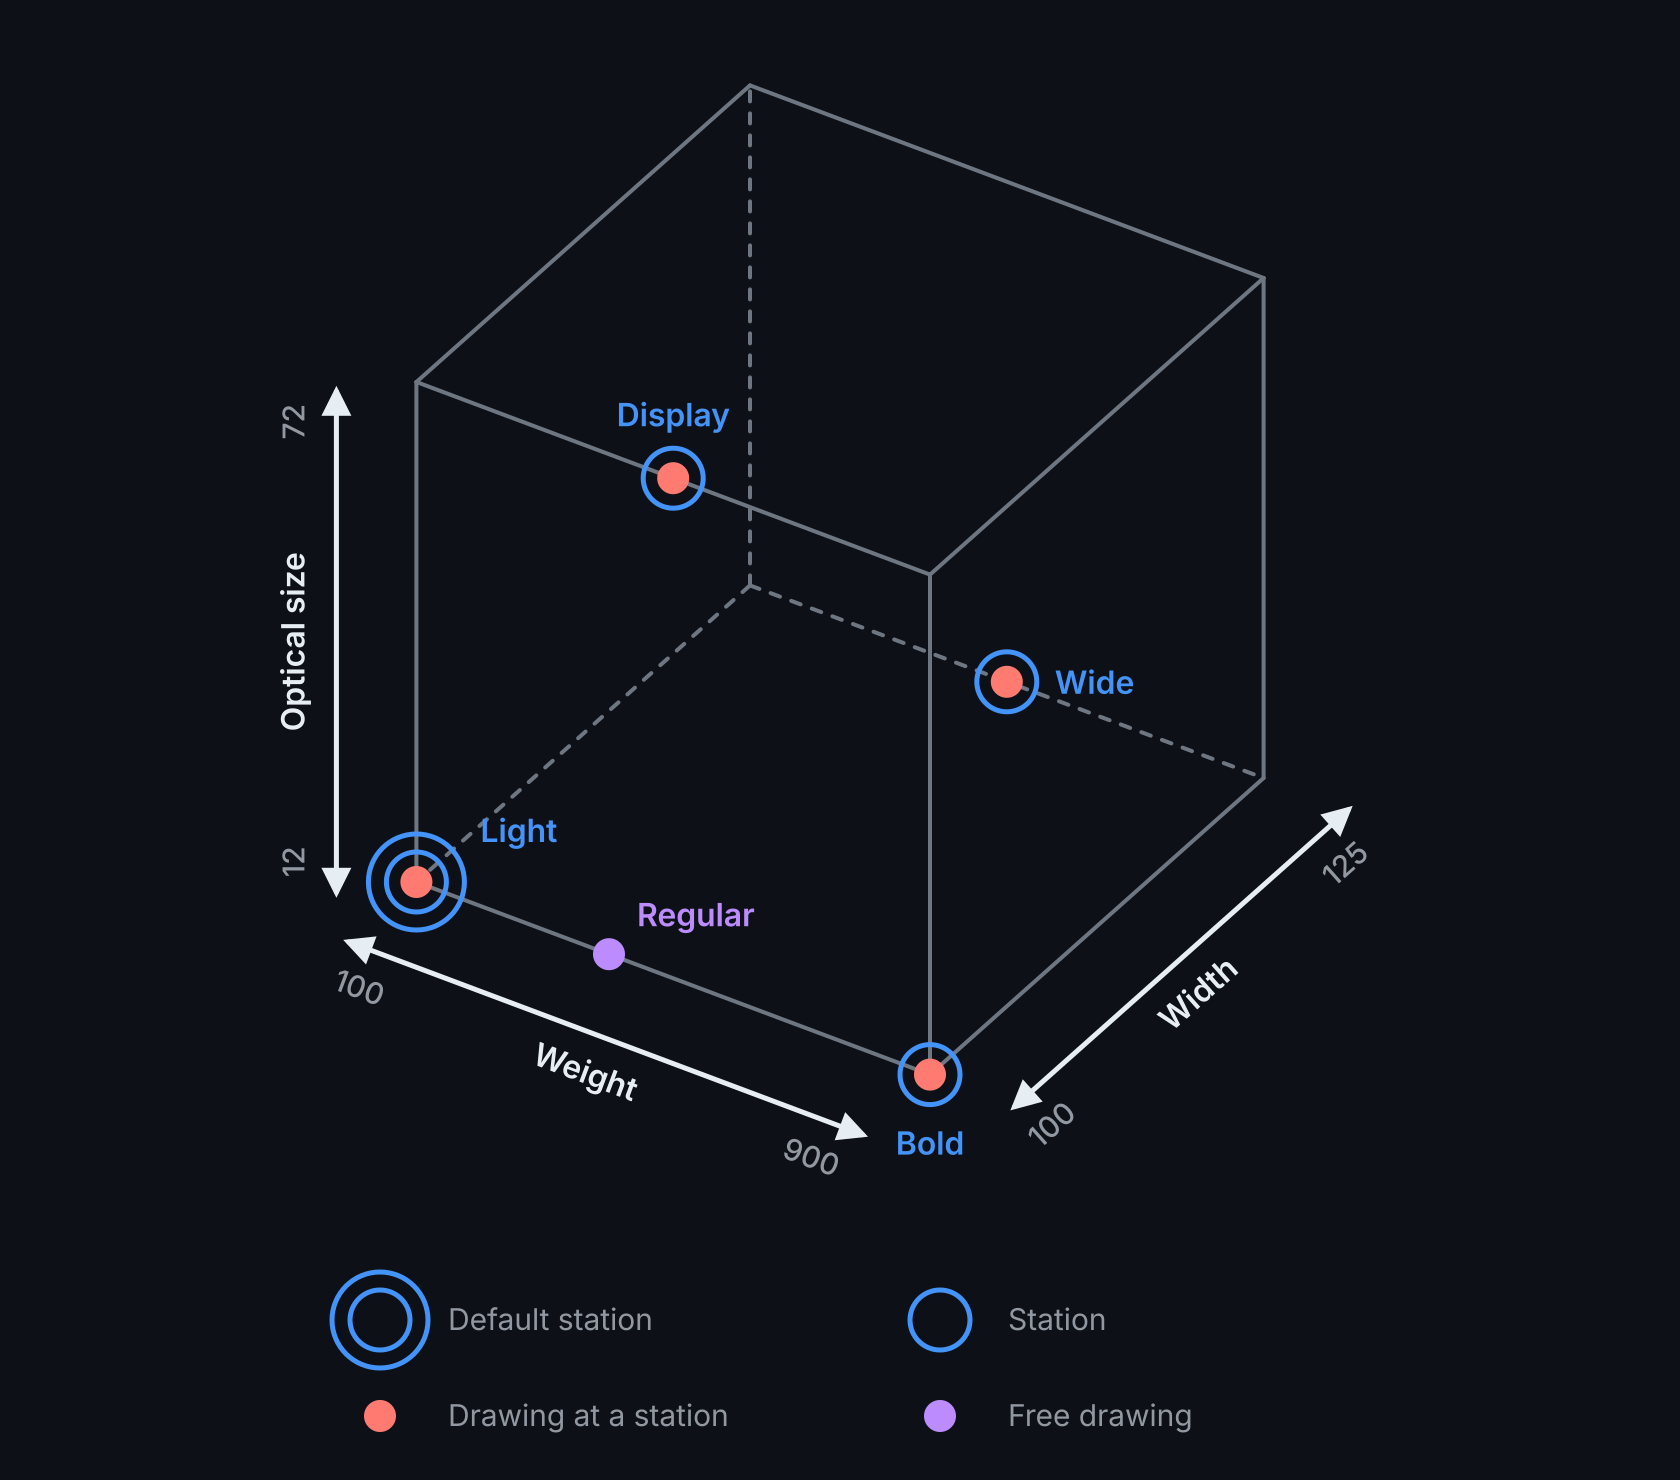 Display
72
Optical size
12
Wide
Light
Regular
100
Weight
900
Bold
125
Width
100
Default station
Station
Drawing at a station
Free drawing